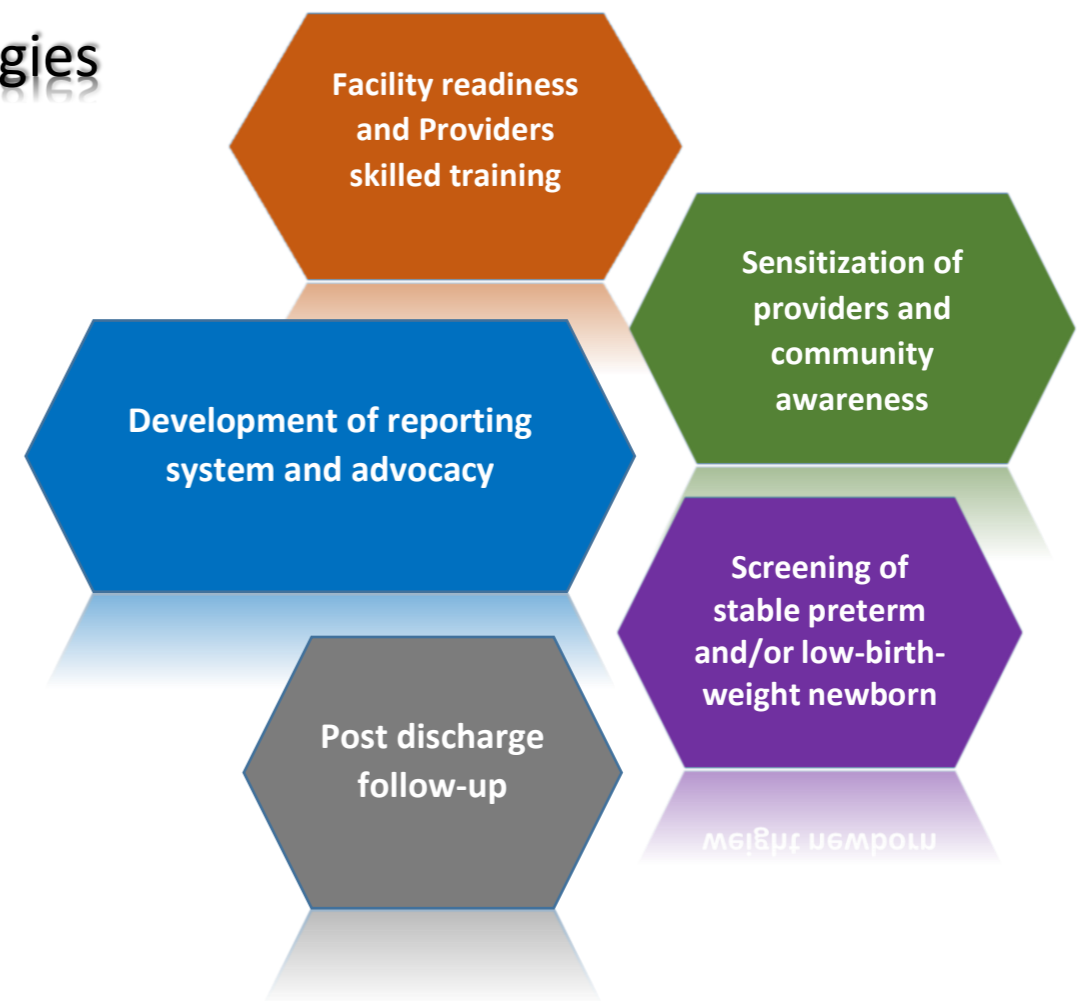 gies
Facility readiness
and Providers
skilled training
Sensitization of
providers and
community
awareness
Development of reporting
system and advocacy
Screening of
stable preterm
and/or low-birth-
weight newborn
Post discharge
follow-up